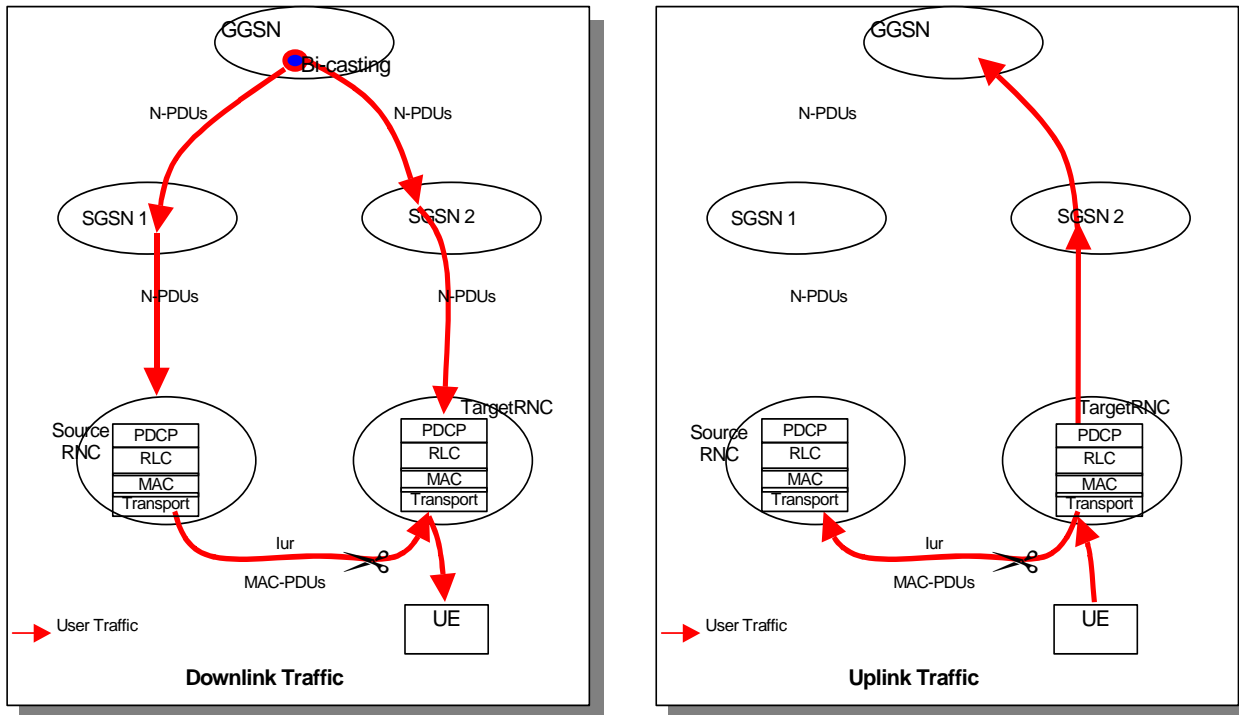 GGSN
Bi-casting
N-PDUs
N-PDUs
SGSN 1
SGSN 2
N-PDUs
N-PDUs
TargetRNC
Source
RNC
PDCP
RLC
MAC
Transport
PDCP
RLC
MAC
Transport
Iur
MAC-PDUs
UE
User Traffic
Downlink Traffic
GGSN
N-PDUs
SGSN 1
SGSN 2
N-PDUs
TargetRNC
Source
RNC
PDCP
RLC
MAC
Transport
PDCP
RLC
MAC
Transport
Iur
MAC-PDUs
UE
User Traffic
Uplink Traffic